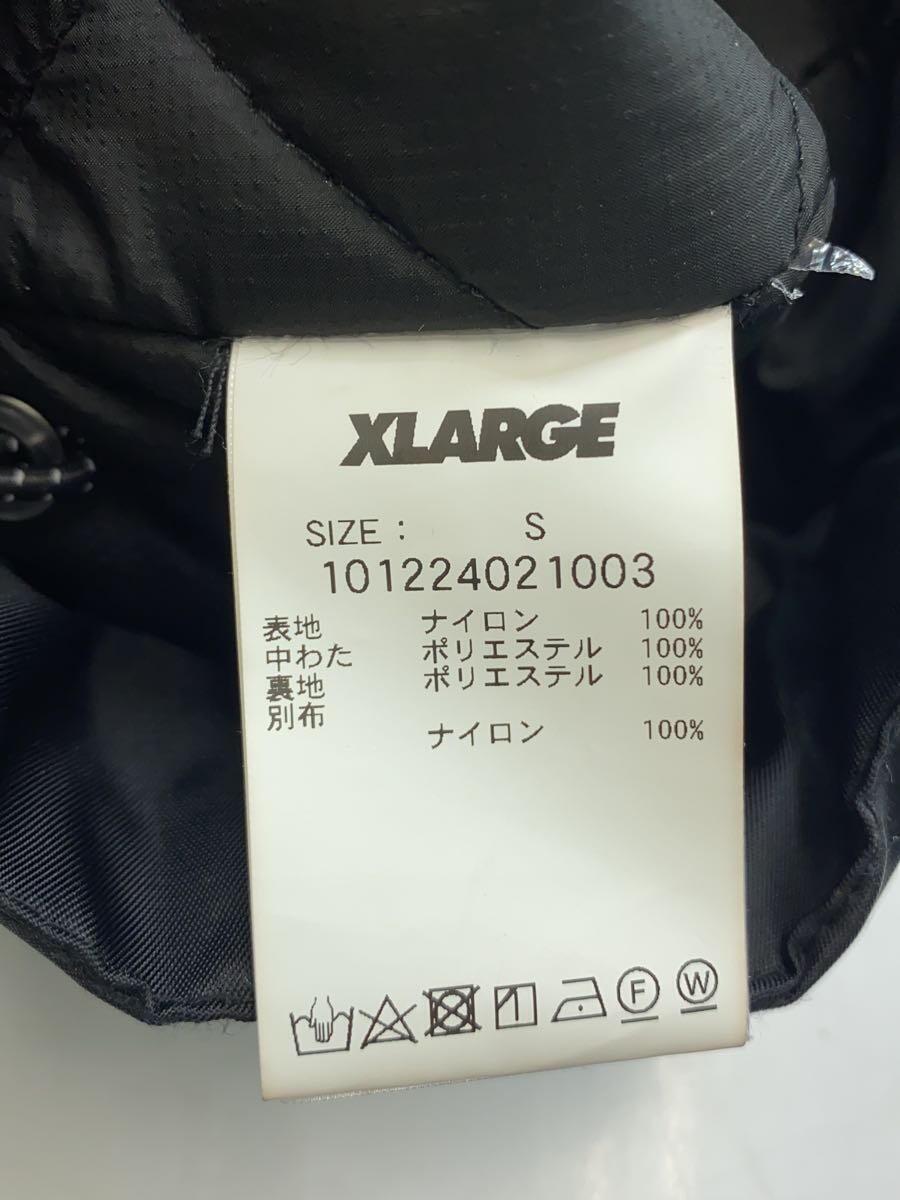 XLARGE
SIZE : S
101224021003
表地 ナイロン 100%
中わた ポリエステル 100%
裏地 ポリエステル 100%
別布
ナイロン 100%
F W